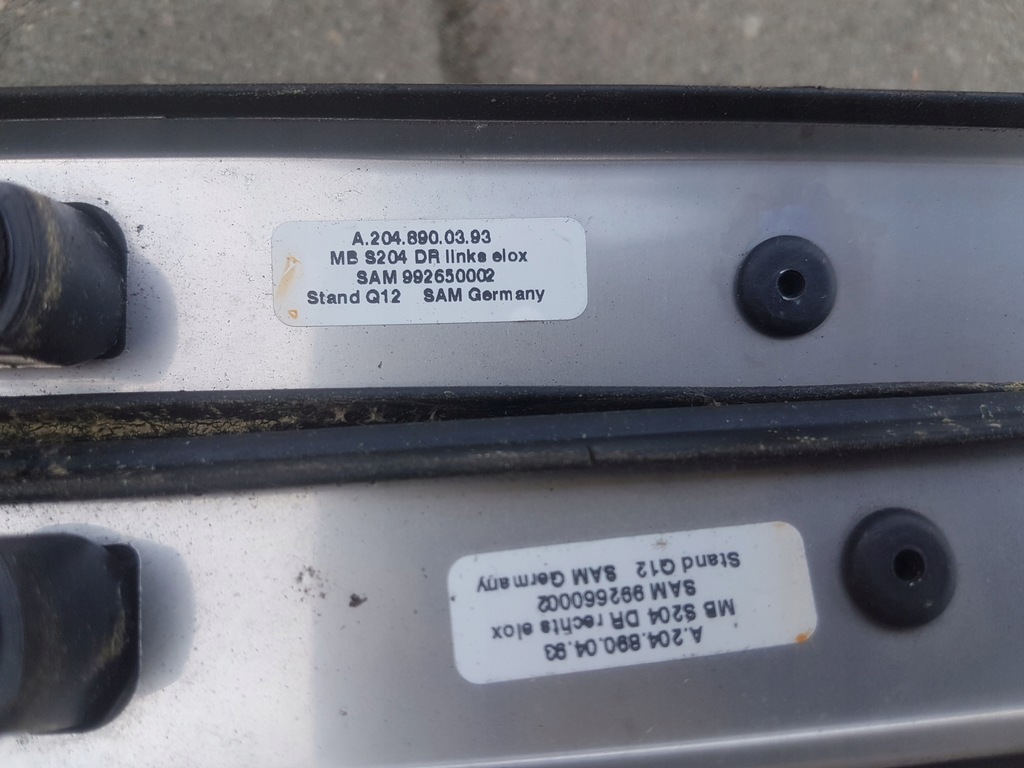 A.204.890.03.93
MB S204 DR links elox
SAM 992650002
Stand Q12 SAM Germany
A.204.890.04.93
MB S204 DR rechts elox
SAM 992660002
Stand Q12 SAM Germany